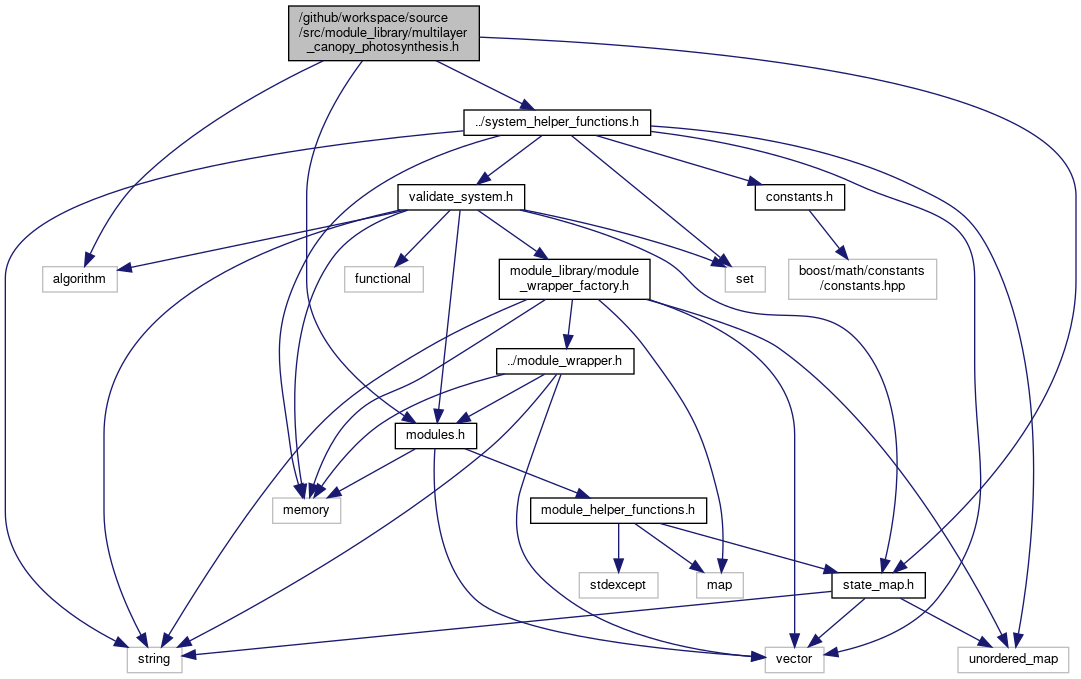 /github/workspace/source
/src/module_library/multilayer
_canopy_photosynthesis.h
../system_helper_functions.h
validate_system.h
constants.h
algorithm
functional
module_library/module
_wrapper_factory.h
set
boost/math/constants
/constants.hpp
../module_wrapper.h
modules.h
memory
module_helper_functions.h
stdexcept
map
state_map.h
string
vector
unordered_map